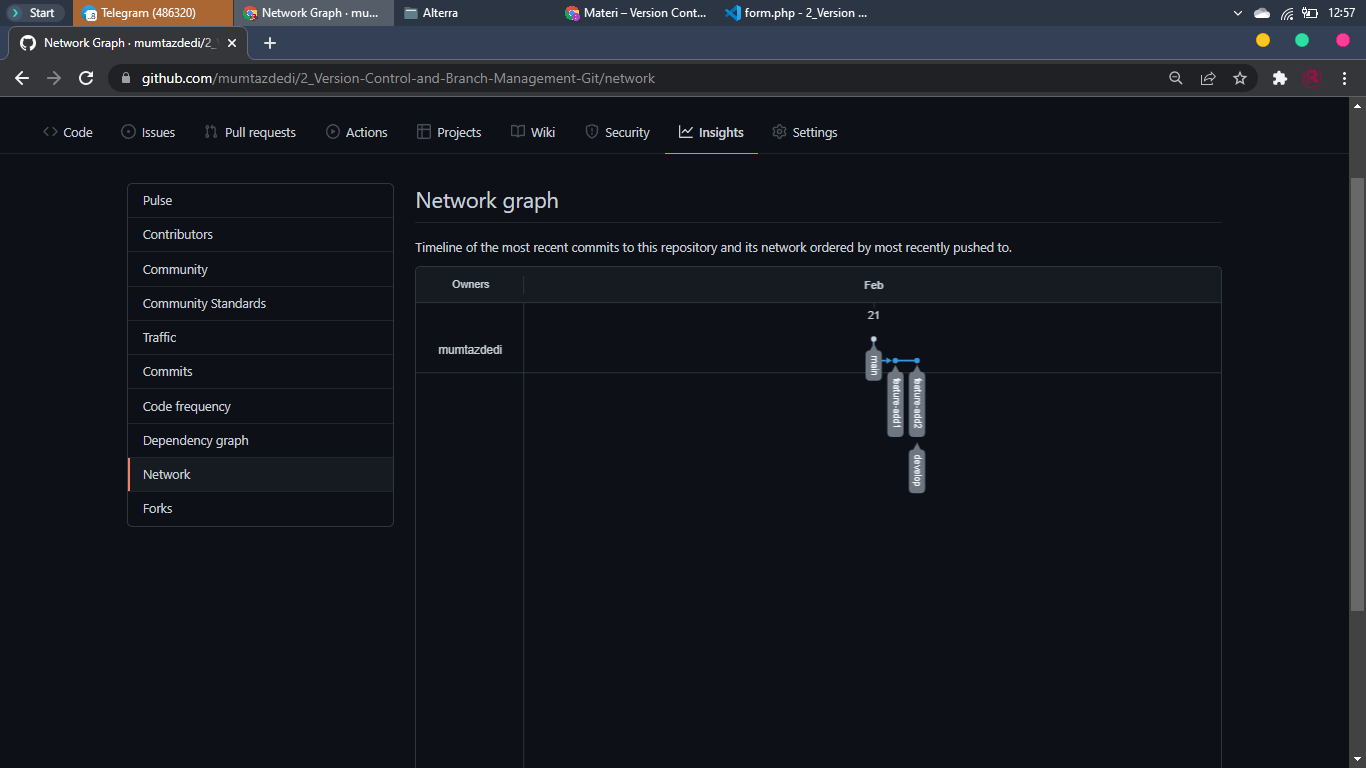 Start
Telegram (486320)
Network Graph · mu...
Alterra
Materi – Version Cont...
form.php - 2_Version ...
12:57
Network Graph · mumtazdedi/2_
github.com/mumtazdedi/2_Version-Control-and-Branch-Management-Git/network
Code
Issues
Pull requests
Actions
Projects
Wiki
Security
Insights
Settings
Pulse
Contributors
Community
Community Standards
Traffic
Commits
Code frequency
Dependency graph
Network
Forks
Network graph
Timeline of the most recent commits to this repository and its network ordered by most recently pushed to.
Owners
Feb
21
mumtazdedi
main
feature-add1
feature-add2
develop